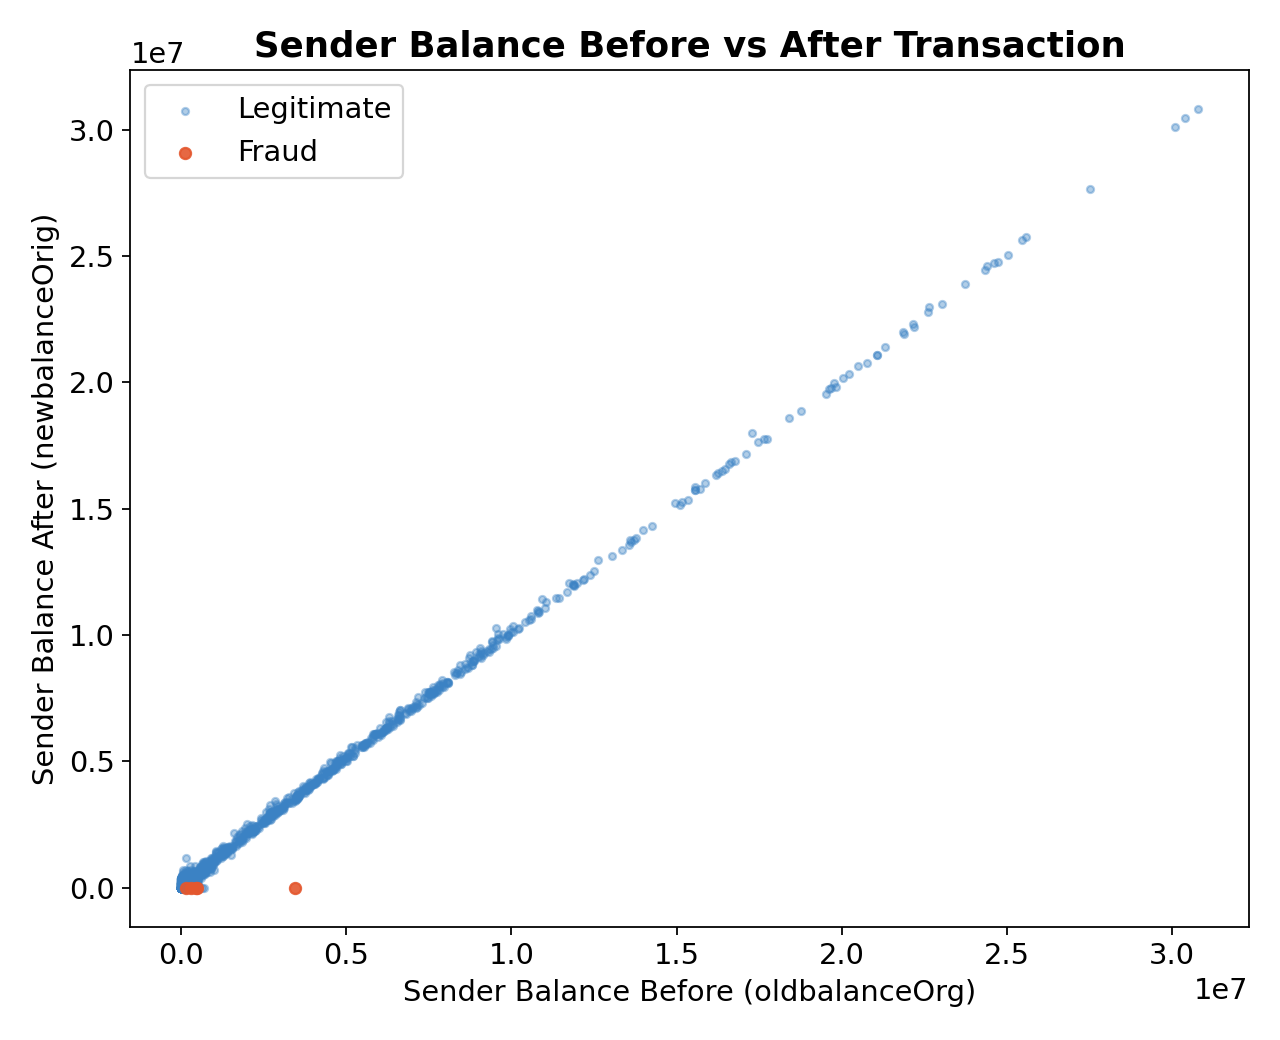 Sender Balance Before vs After Transaction
1e7
Legitimate
Fraud
Sender Balance After (newbalanceOrig)
3.0
2.5
2.0
1.5
1.0
0.5
0.0
0.0 0.5 1.0 1.5 2.0 2.5 3.0
1e7
Sender Balance Before (oldbalanceOrg)